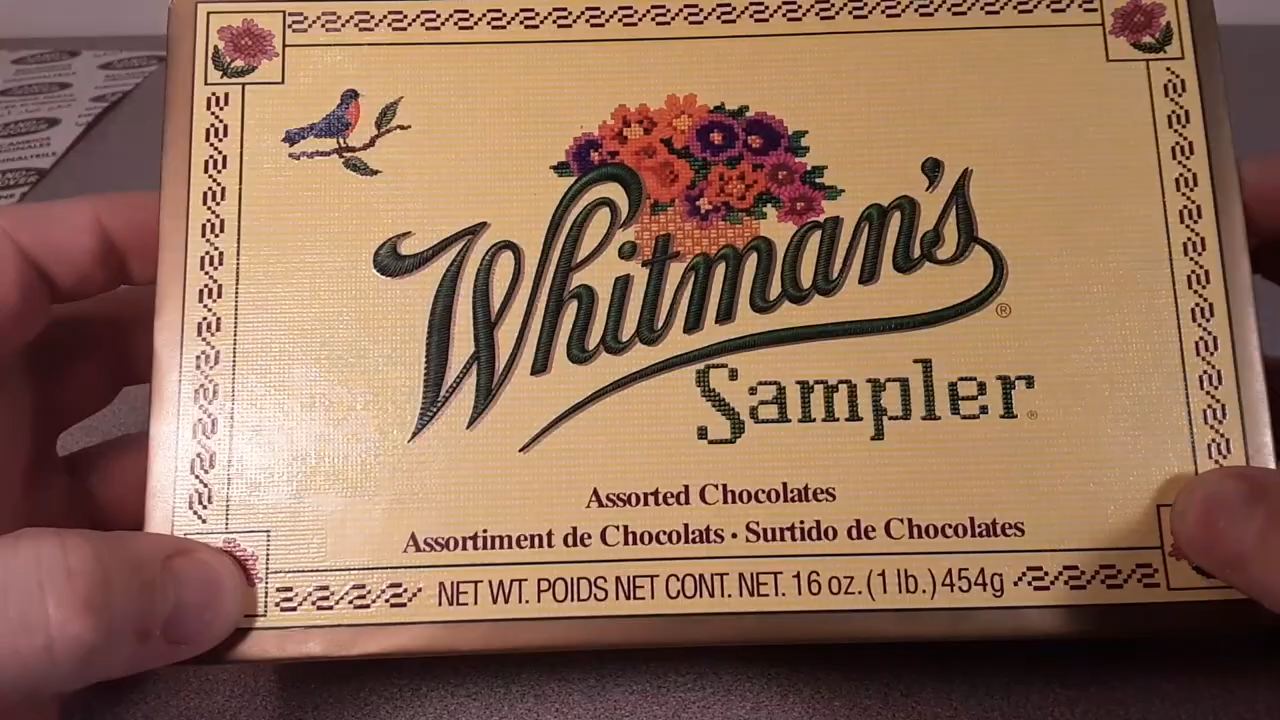 Whitman's®
Sampler®
Assorted Chocolates
Assortiment de Chocolats • Surtido de Chocolates
NET WT. POIDS NET CONT. NET. 16 oz. (1 lb.) 454g